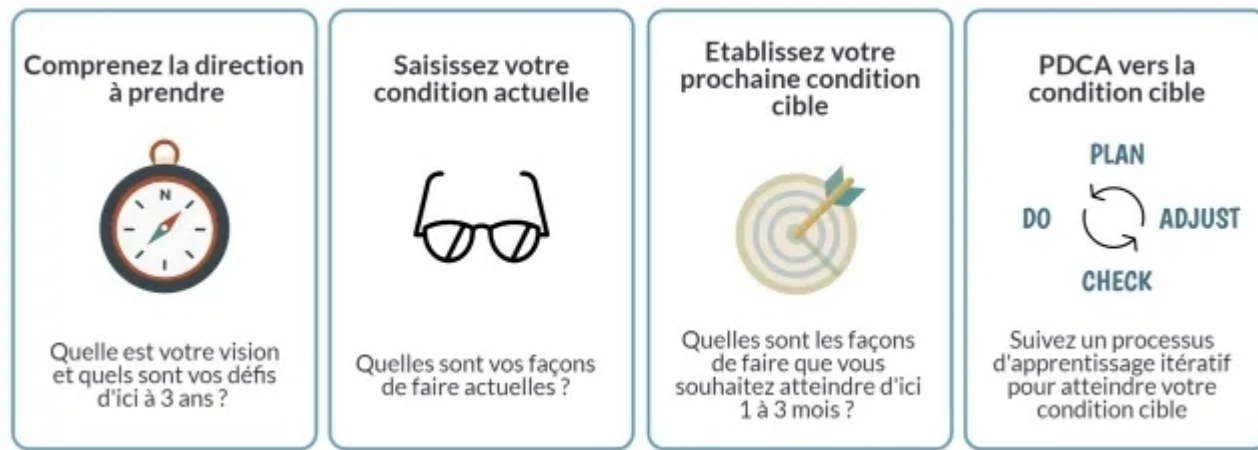 Comprenez la direction
à prendre
N
Quelle est votre vision
et quels sont vos défis
d'ici à 3 ans ?
Saisissez votre
condition actuelle
Quelles sont vos façons
de faire actuelles ?
Etablissez votre
prochaine condition
cible
Quelles sont les façons
de faire que vous
souhaitez atteindre d'ici
1 à 3 mois ?
PDCA vers la
condition cible
PLAN
DO
ADJUST
CHECK
Suivez un processus
d'apprentissage itératif
pour atteindre votre
condition cible